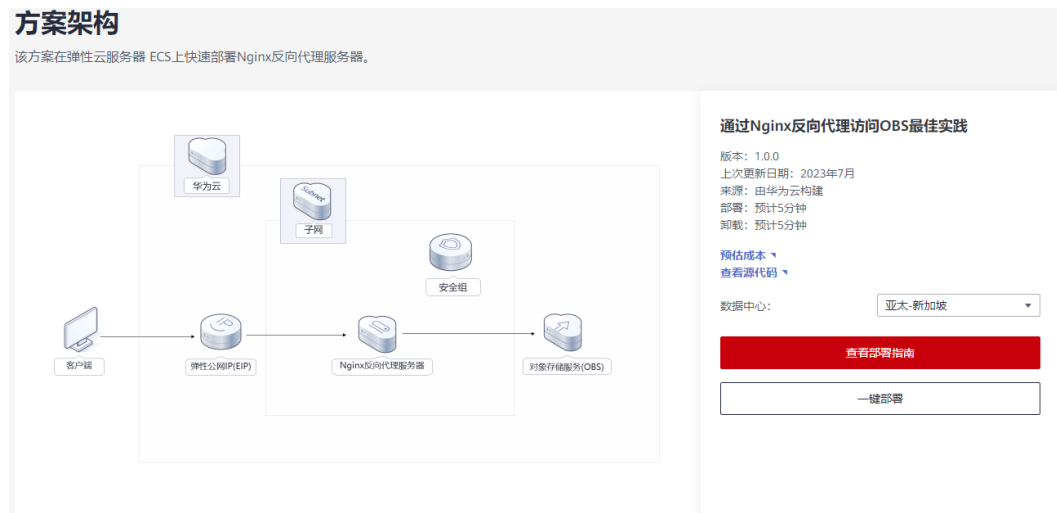 方案架构
该方案在弹性云服务器 ECS上快速部署Nginx反向代理服务器。
华为云
Subnet
子网
安全组
IP
客户端
弹性公网IP(EIP)
Nginx反向代理服务器
对象存储服务(OBS)
通过Nginx反向代理访问OBS最佳实践
版本：1.0.0
上次更新日期：2023年7月
来源：由华为云构建
部署：预计5分钟
卸载：预计5分钟
预估成本
查看源代码
数据中心：
亚太-新加坡
查看部署指南
一键部署